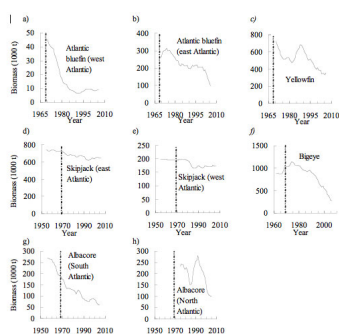 a)
b)
c)
50
40
30
20
10
0
Biomass (1000 t)
Atlantic
bluefin (west
Atlantic)
1965 1980 1995 2010
Year
400
300
200
100
0
Atlantic bluefin
(east Atlantic)
1965 1980 1995 2010
Year
800
600
400
200
0
Yellowfin
1965 1980 1995 2010
Year
d)
e)
f)
800
600
400
200
0
Biomass (1000 t)
Skipjack (east
Atlantic)
1950 1970 1990 2010
Year
250
200
150
100
50
0
Skipjack (west
Atlantic)
1950 1970 1990 2010
Year
1500
1000
500
0
Bigeye
1960 1980 2000
Year
g)
h)
300
250
200
150
100
50
0
Biomass (1000 t)
Albacore
(South
Atlantic)
1950 1970 1990 2010
Year
300
250
200
150
100
50
0
Albacore
(North
Atlantic)
1950 1970 1990 2010
Year